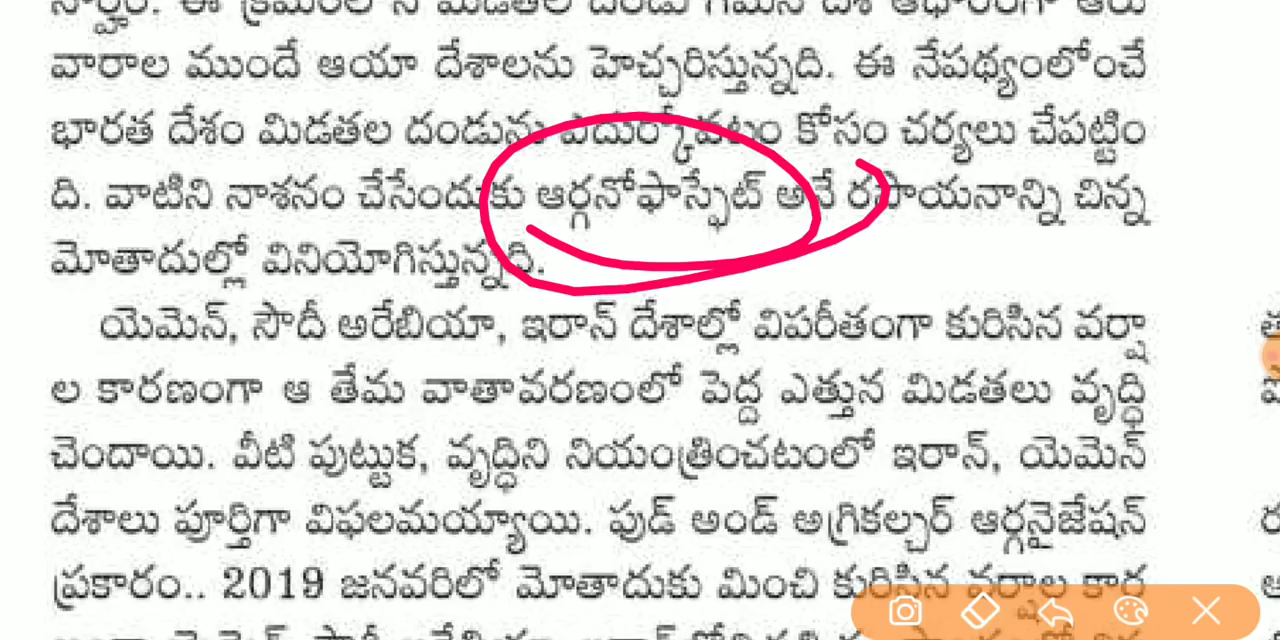 వారాల ముందే ఆయా దేశాలను హెచ్చరిస్తున్నది. ఈ నేపథ్యంలోంచే
భారత దేశం మిడతల దండును ఎదుర్కోవటం కోసం చర్యలు చేపట్టిం
ది. వాటిని నాశనం చేసేందుకు ఆర్గనోఫాస్ఫేట్ అనే రసాయనాన్ని చిన్న
మోతాదుల్లో వినియోగిస్తున్నది.
యెమెన్, సౌదీ అరేబియా, ఇరాన్ దేశాల్లో విపరీతంగా కురిసిన వర్షా
ల కారణంగా ఆ తేమ వాతావరణంలో పెద్ద ఎత్తున మిడతలు వృద్ధి
చెందాయి. వీటి పుట్టుక, వృద్ధిని నియంత్రించటంలో ఇరాన్, యెమెన్
దేశాలు పూర్తిగా విఫలమయ్యాయి. ఫుడ్ అండ్ అగ్రికల్చర్ ఆర్గనైజేషన్
ప్రకారం.. 2019 జనవరిలో మోతాదుకు మించి కురిసిన వర్షాల కార